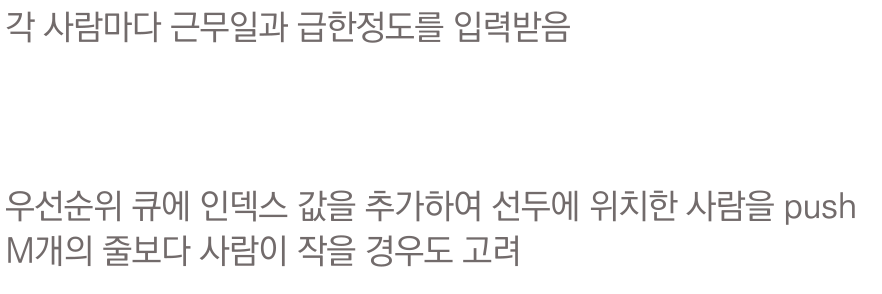 각 사람마다 근무일과 급한정도를 입력받음
우선순위 큐에 인덱스 값을 추가하여 선두에 위치한 사람을 push
M개의 줄보다 사람이 작을 경우도 고려